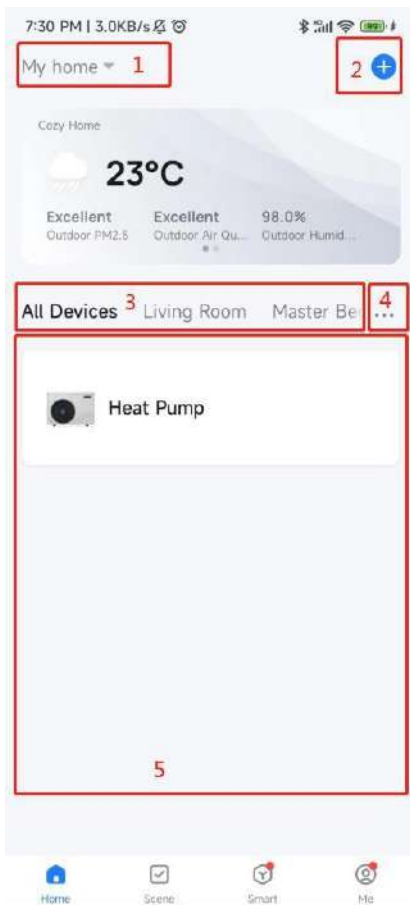 7:30 PM | 3.0KB/s
My home 1
2
Cozy Home
23°C
Excellent Excellent 98.0%
Outdoor PM2.5 Outdoor Air Qu... Outdoor Humid...
All Devices 3 Living Room Master Be 4 ...
Heat Pump
5
Home Scene Smart Me